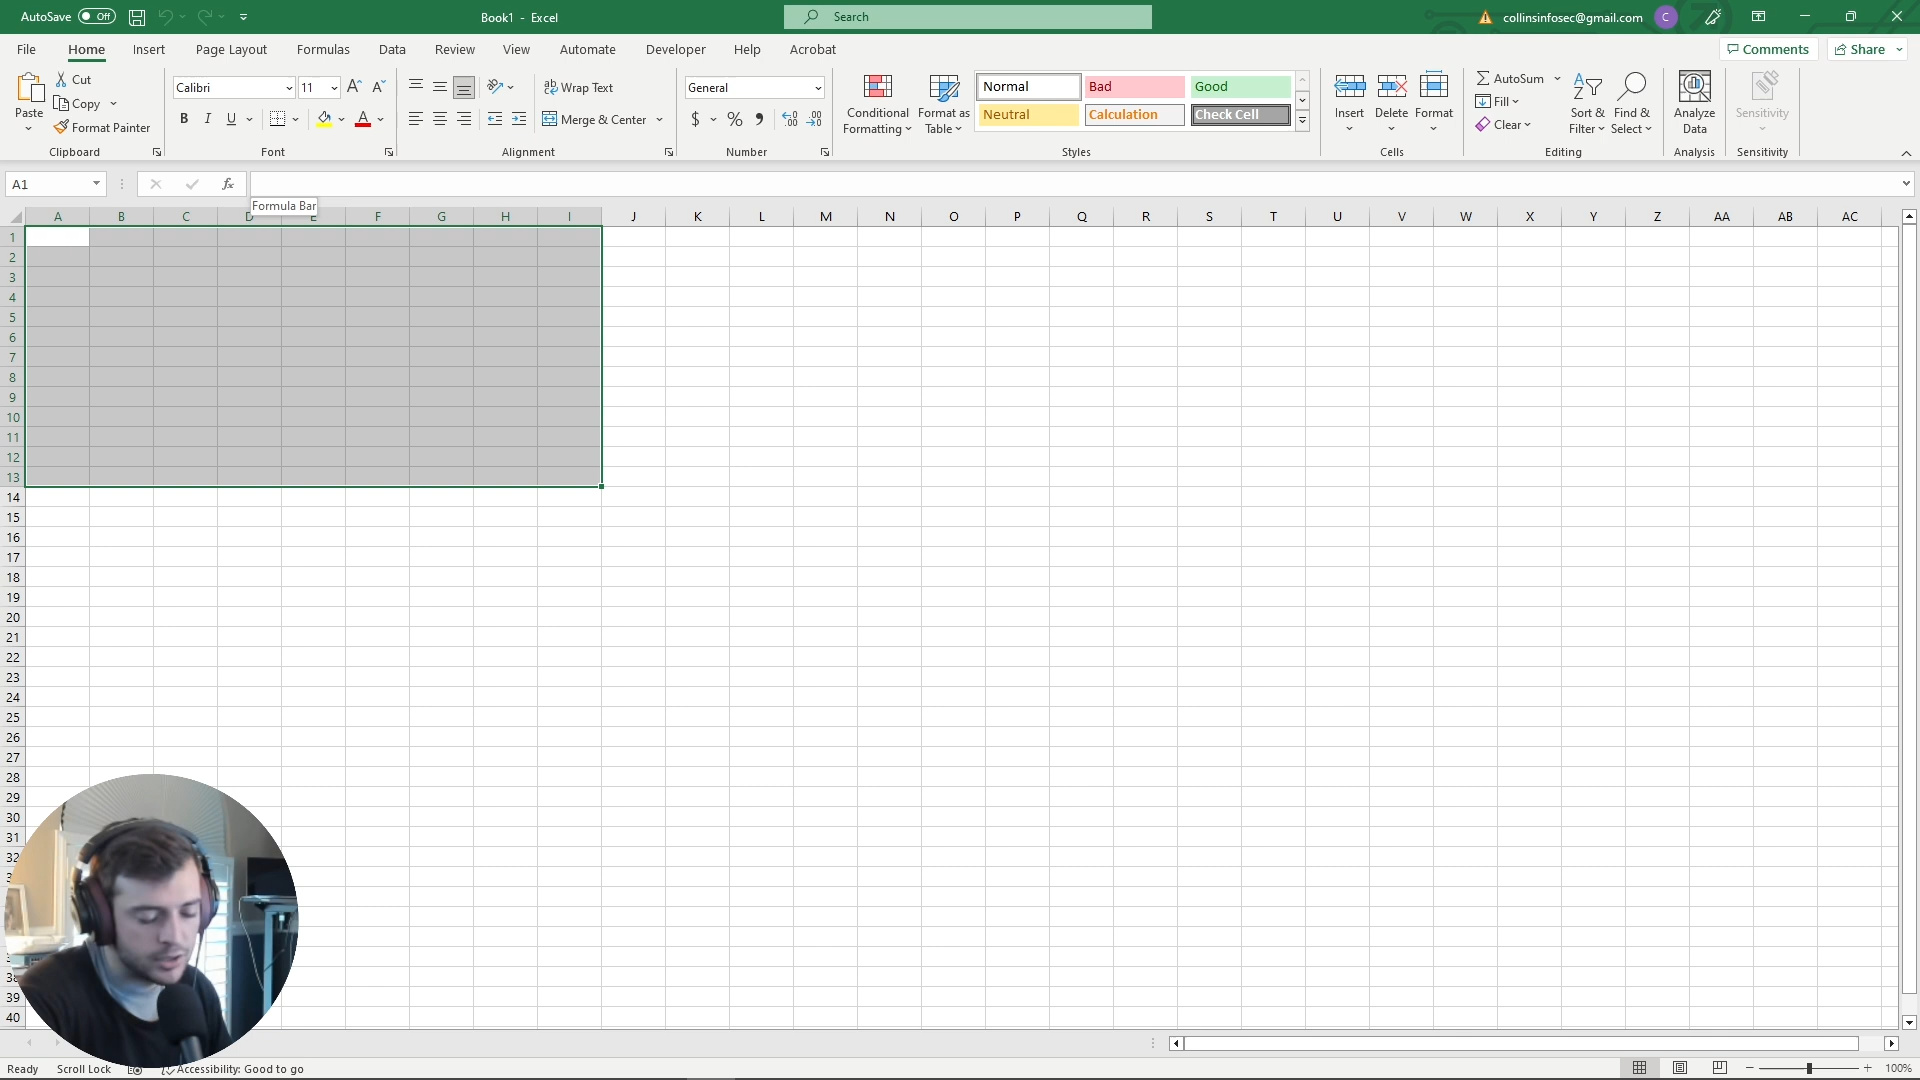 AutoSave Off Book1 - Excel Search collinsinfosec@gmail.com C
File Home Insert Page Layout Formulas Data Review View Automate Developer Help Acrobat Comments Share
Paste
Cut
Copy
Format Painter
Clipboard
Calibri 11
B I U A
Font
ab Wrap Text
Merge & Center
Alignment
General
$ %
Number
Conditional
Formatting
Format as
Table
Normal Bad Good
Neutral Calculation Check Cell
Styles
Insert Delete Format
Cells
AutoSum
Fill
Clear
Sort &
Filter
Find &
Select
Editing
Analyze
Data
Analysis
Sensitivity
Sensitivity
A1 fx
Formula Bar
A B C D E F G H I J K L M N O P Q R S T U V W X Y Z AA AB AC
1
2
3
4
5
6
7
8
9
10
11
12
13
14
15
16
17
18
19
20
21
22
23
24
25
26
27
28
29
30
31
32
38
39
40
Ready Scroll Lock Accessibility: Good to go 100%